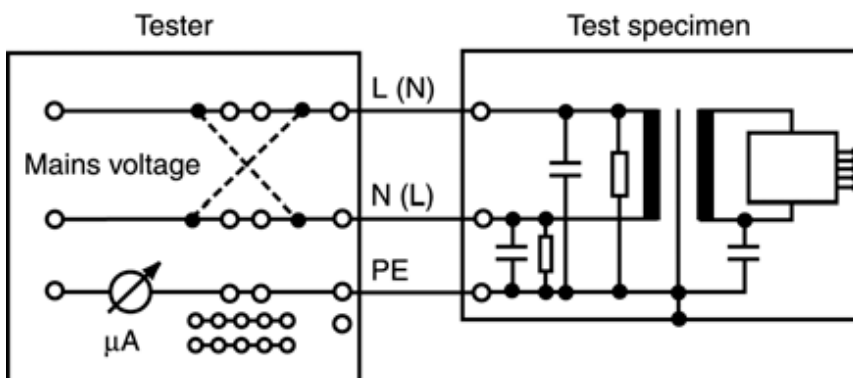 Tester
Test specimen
L (N)
Mains voltage
N (L)
PE
μA